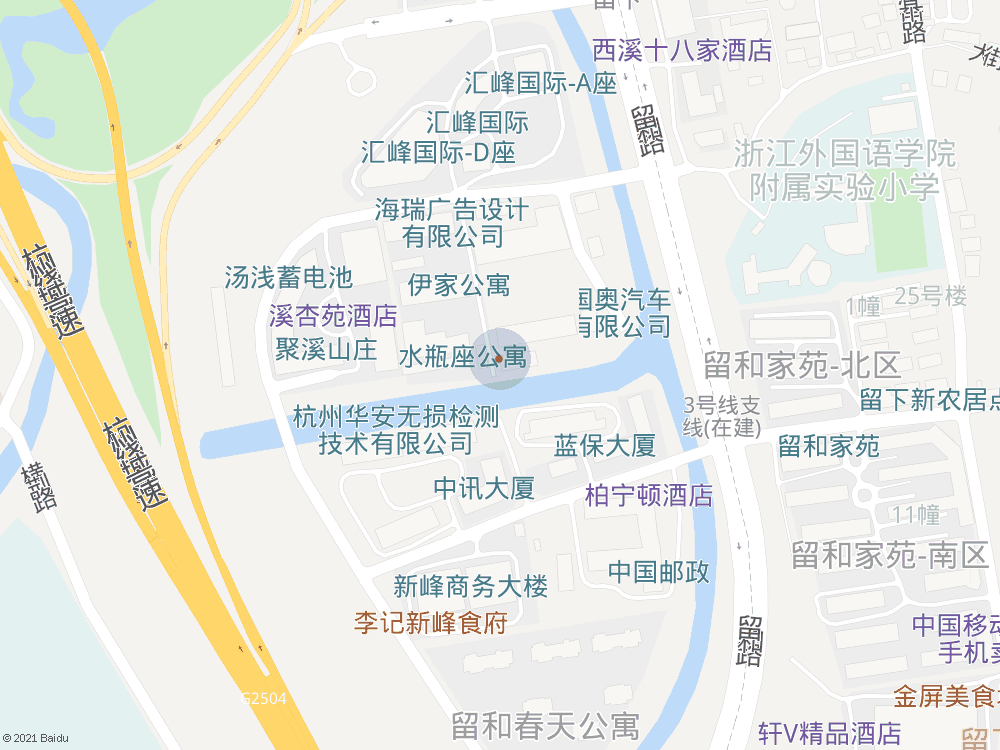 西溪十八家酒店
汇峰国际-A座
汇峰国际
汇峰国际-D座
浙江外国语学院
附属实验小学
海瑞广告设计
有限公司
汤浅蓄电池
伊家公寓
国奥汽车
有限公司
1幢
25号楼
溪杏苑酒店
聚溪山庄
水瓶座公寓
留和家苑-北区
3号线支
线(在建)
留下新农居点
杭州华安无损检测
技术有限公司
蓝保大厦
留和家苑
中讯大厦
柏宁顿酒店
11幢
留和家苑-南区
新峰商务大楼
中国邮政
李记新峰食府
中国移动
手机卖
G2504
金屏美食
留和春天公寓
轩V精品酒店
杭绕高速
杭绕高速
留和路
留和路
© 2021 Baidu